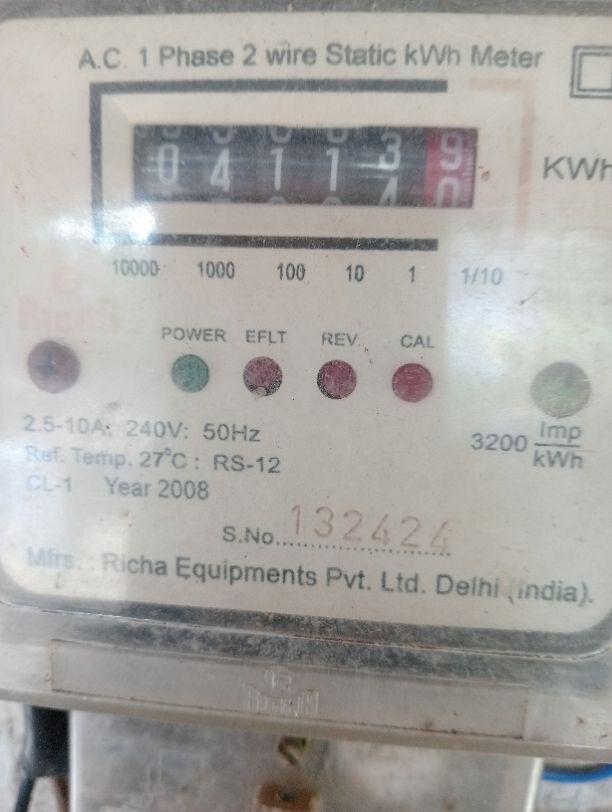 A.C. 1 Phase 2 wire Static kWh Meter
0 4 1 1 3 9
KWh
10000 1000 100 10 1 1/10
POWER EFLT REV CAL
2.5-10A: 240V: 50Hz
3200 Imp/kWh
Ref. Temp. 27°C : RS-12
CL-1 Year 2008
S.No....132424
Mfrs. : Richa Equipments Pvt. Ltd. Delhi (India).